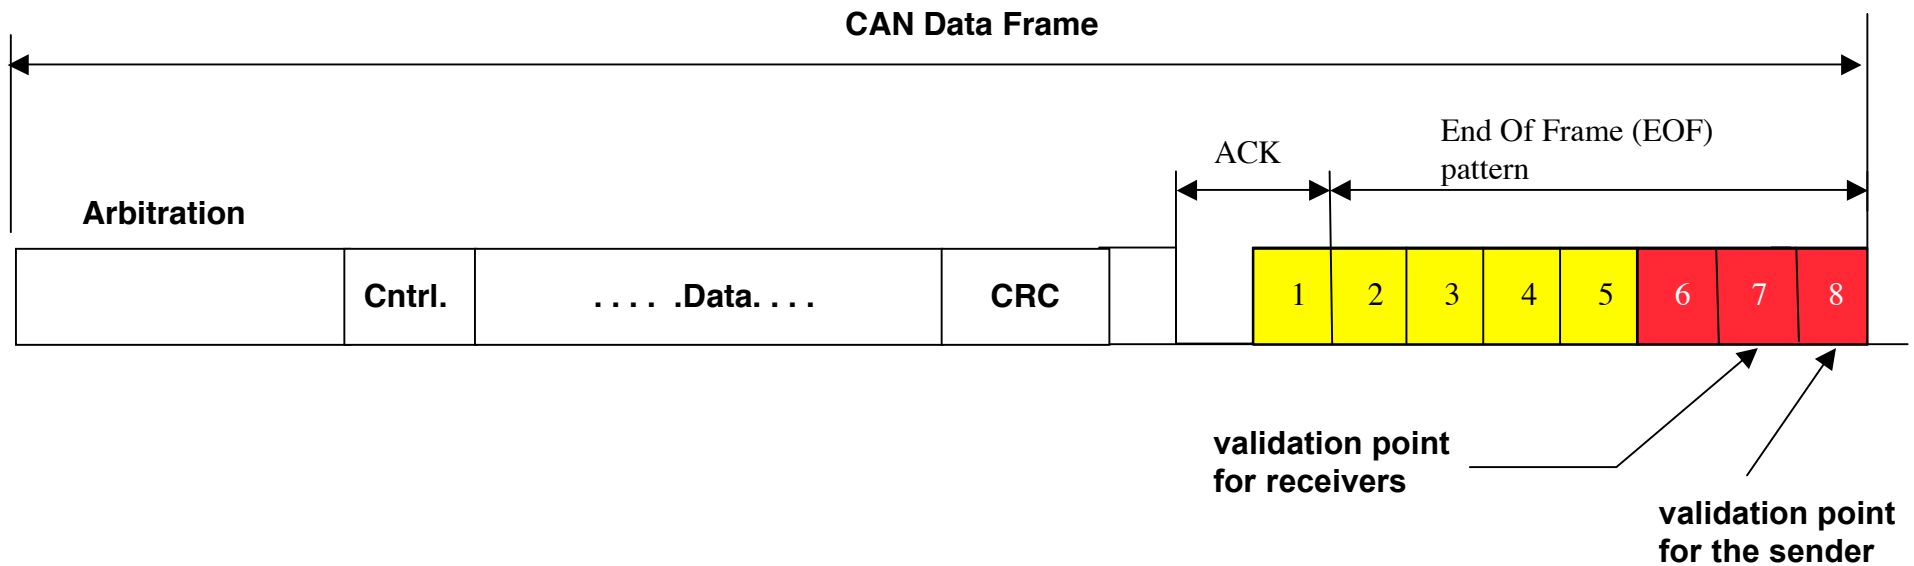 CAN Data Frame
End Of Frame (EOF)
pattern
ACK
Arbitration
Cntrl.
. . . . .Data. . . .
CRC
1 2 3 4 5 6 7 8
validation point
for receivers
validation point
for the sender